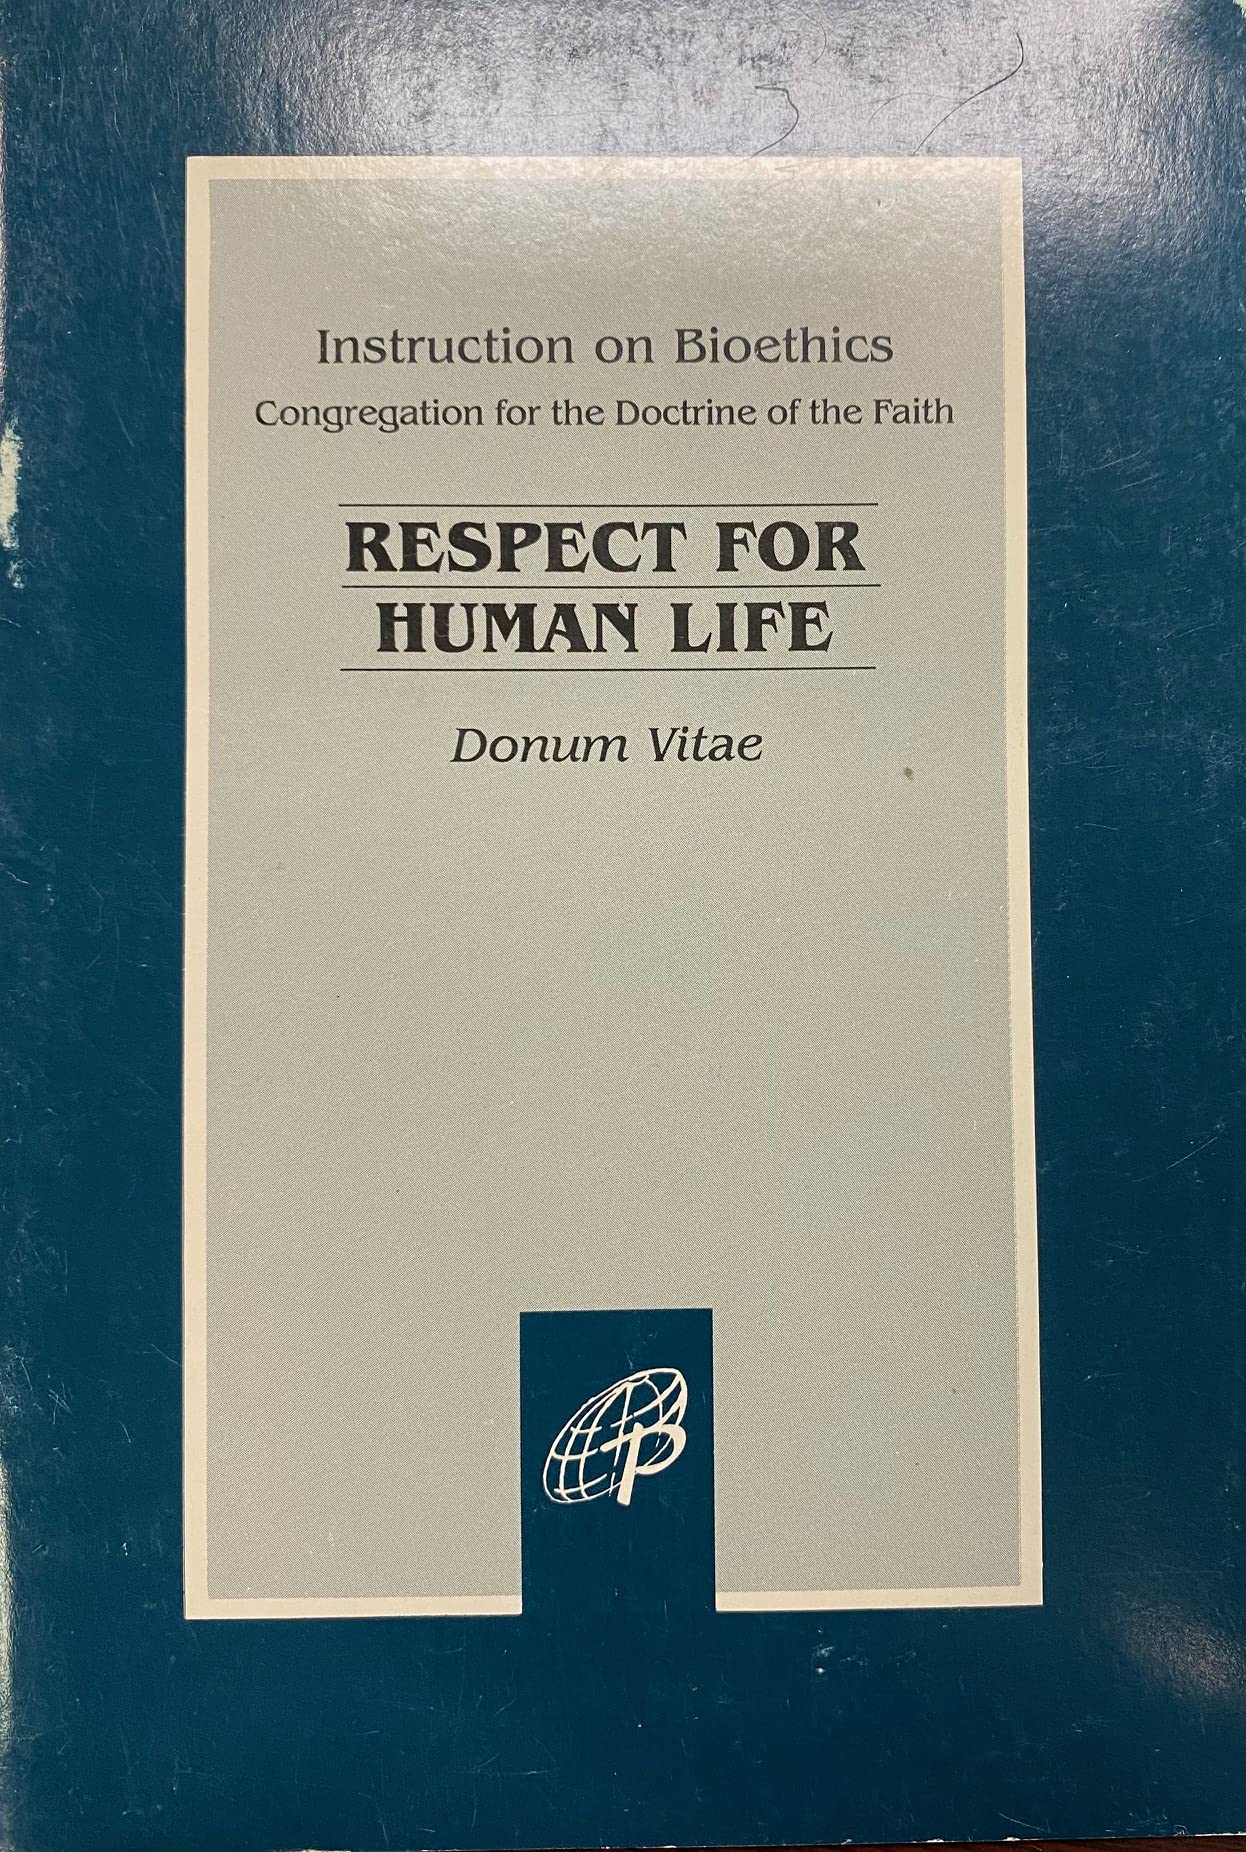 Instruction on Bioethics
Congregation for the Doctrine of the Faith
RESPECT FOR
HUMAN LIFE
Donum Vitae